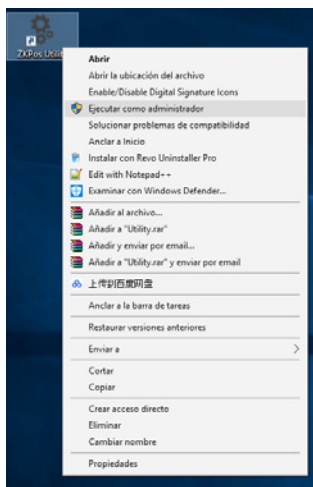 ZKPos Utility
Abrir
Abrir la ubicación del archivo
Enable/Disable Digital Signature Icons
Ejecutar como administrador
Solucionar problemas de compatibilidad
Anclar a Inicio
Instalar con Revo Uninstaller Pro
Edit with Notepad++
Examinar con Windows Defender...
Añadir al archivo...
Añadir a "Utility.rar"
Añadir y enviar por email...
Añadir a "Utility.rar" y enviar por email
上传到百度网盘
Anclar a la barra de tareas
Restaurar versiones anteriores
Enviar a
Cortar
Copiar
Crear acceso directo
Eliminar
Cambiar nombre
Propiedades